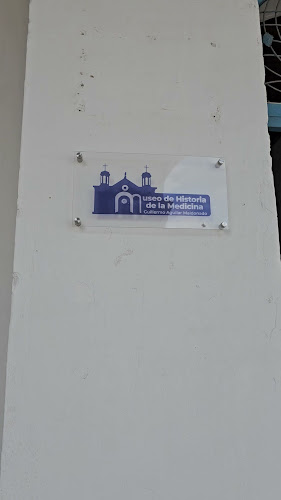 museo de Historia
de la Medicina
Guillermo Aguilar Maldonado